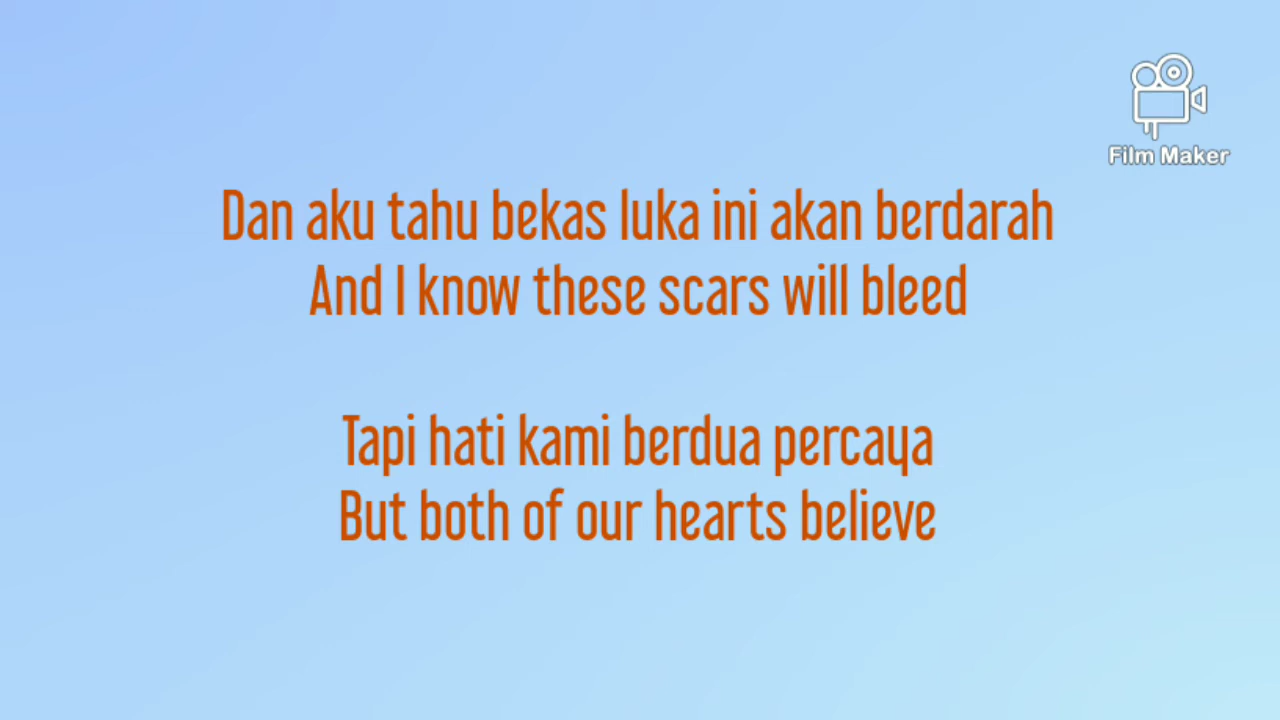 Film Maker
Dan aku tahu bekas luka ini akan berdarah
And I know these scars will bleed
Tapi hati kami berdua percaya
But both of our hearts believe